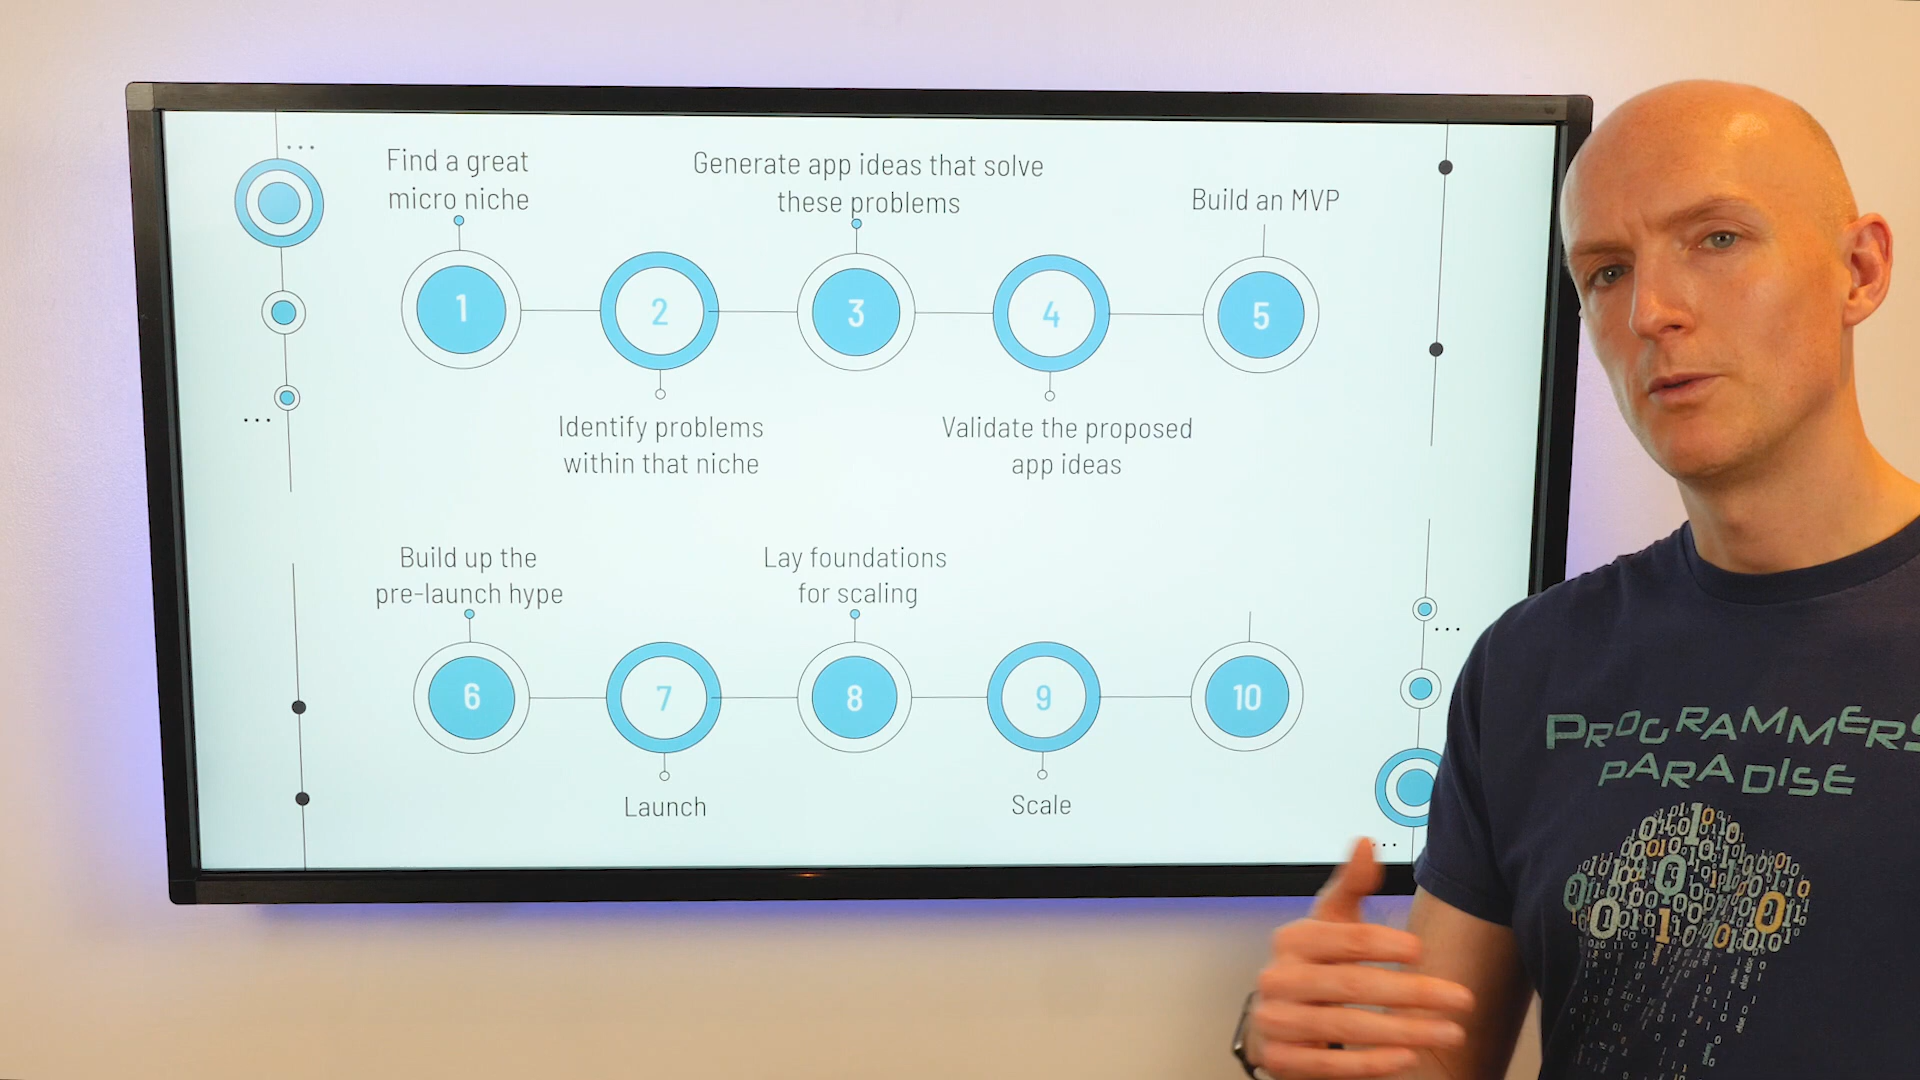 Find a great
micro niche
Generate app ideas that solve
these problems
Build an MVP
1
2
3
4
5
Identify problems
within that niche
Validate the proposed
app ideas
Build up the
pre-launch hype
Lay foundations
for scaling
6
7
8
9
10
Launch
Scale
PROGRAMMERS
PARADISE